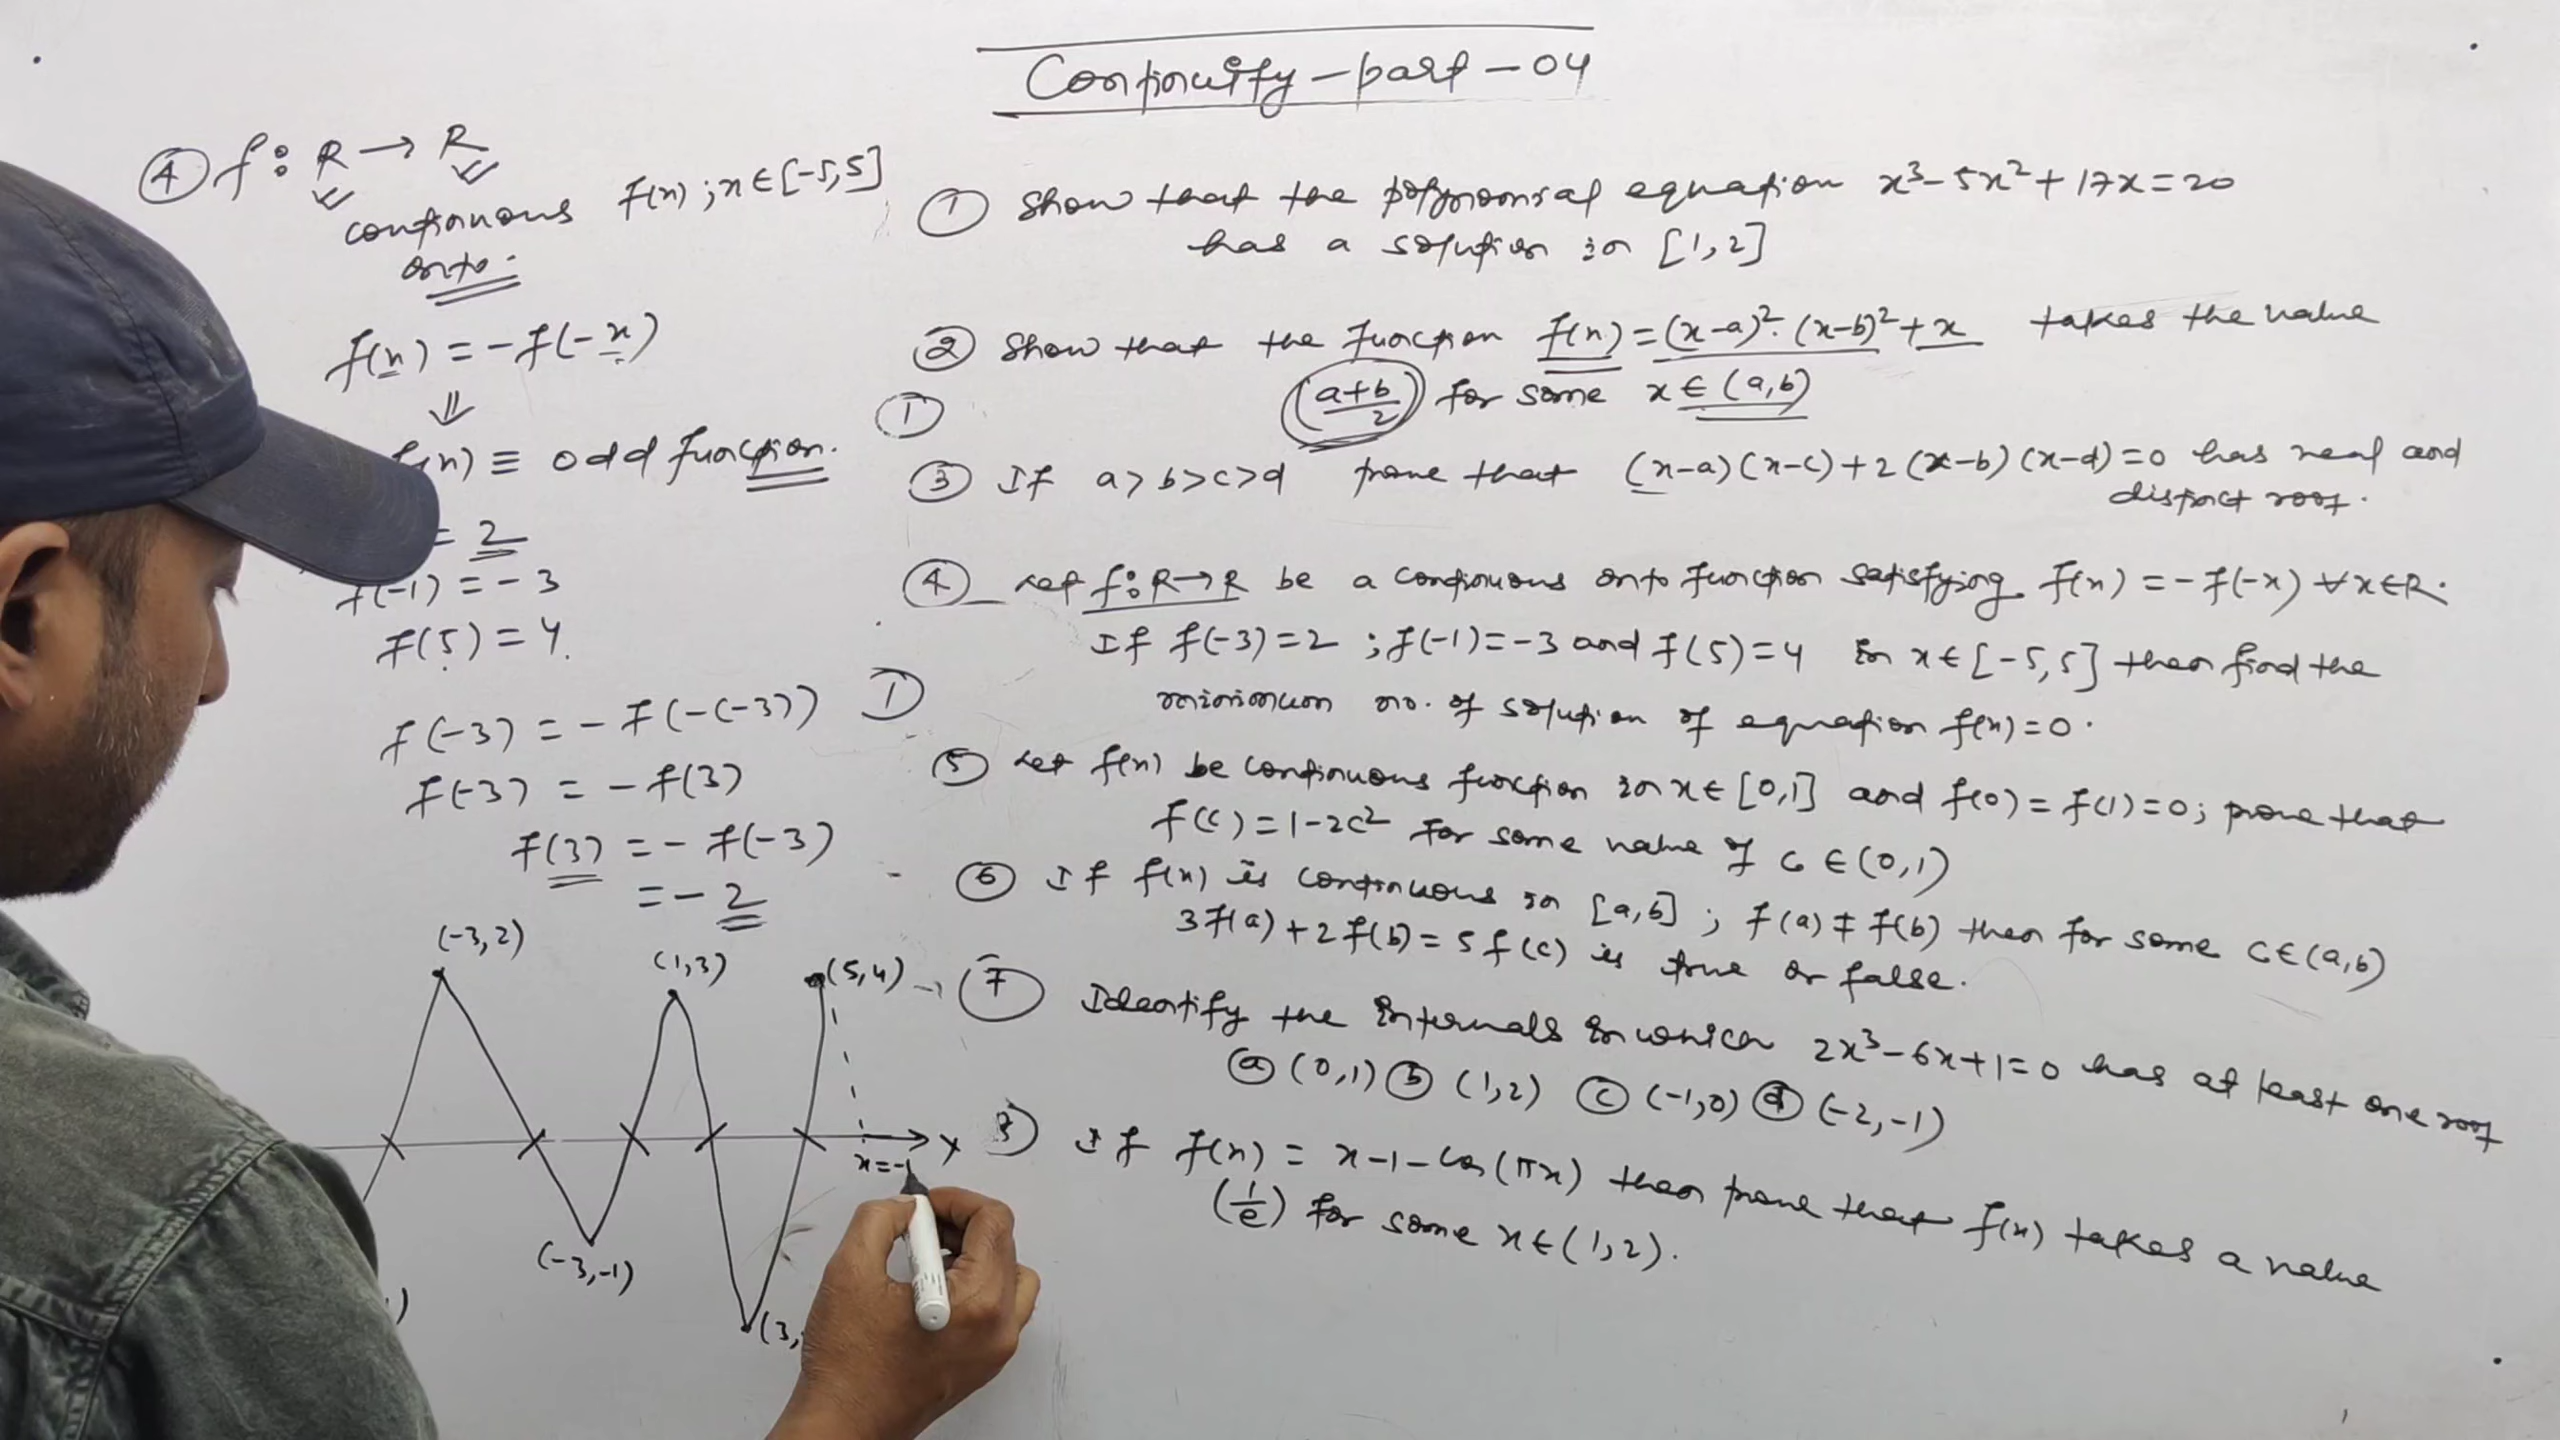 Continuity - part - 04
④ f : R → R
continuous f(x) ; x ∈ [-5,5]
onto.
f(x) = - f(-x)
⇓
f(x) ≡ odd function.
= 2
f(-1) = - 3
f(5) = 4.
f(-3) = - f(-(-3))
f(-3) = - f(3)
f(3) = - f(-3)
= - 2
(-3,2)
(1,3)
(5,4)
(-3,-1)
(3,
x
x=-1
① Show that the polynomial equation x³-5x²+17x=20
has a solution in [1,2]
② Show that the function f(x) = (x-a)². (x-b)² + x takes the value
(a+b/2) for some x ∈ (a,b)
①
③ If a>b>c>d prove that (x-a)(x-c)+2(x-b)(x-d)=0 has real and
distinct root.
④ Let f:R→R be a continuous onto function satisfying f(x) = - f(-x) ∀ x∈R.
If f(-3)=2 ; f(-1)=-3 and f(5)=4 in x∈[-5,5] then find the
minimum no. of solution of equation f(x)=0.
①
⑤ Let f(x) be continuous function in x∈[0,1] and f(0)=f(1)=0; prove that
f(c)=1-2c² for some value of c ∈(0,1)
⑥ If f(x) is continuous in [a,b] ; f(a)≠f(b) then for some c∈(a,b)
3f(a)+2f(b)=5f(c) is true or false.
⑦ Identify the intervals in which 2x³-6x+1=0 has at least one root
ⓐ (0,1) ⓑ (1,2) ⓒ (-1,0) ⓓ (-2,-1)
If f(x) = x-1-cos(πx) then prove that f(x) takes a value
(1/e) for some x∈(1,2).